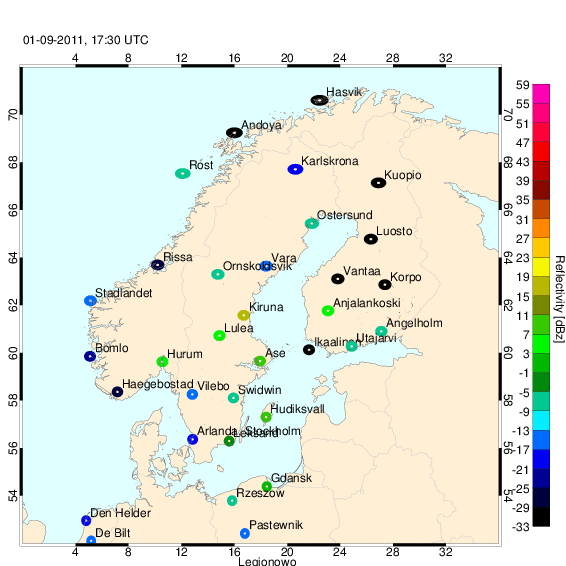 01-09-2011, 17:30 UTC
4 8 12 16 20 24 28 32
59
55
51
47
43
39
35
31
27
23
19
15
11
7
3
-1
-5
-9
-13
-17
-21
-25
-29
-33
Reflectivity [dBz]
70 70
68 68
66 66
64 64
62 62
60 60
58 58
56 56
54 54
Hasvik
Andoya
Rost
Karlskrona
Kuopio
Ostersund
Luosto
Rissa
Ornskoldsvik
Vara
Vantaa
Korpo
Stadlandet
Kiruna
Anjalankoski
Lulea
Angelholm
Utajarvi
Ikaalinen
Bomlo
Hurum
Ase
Haegebostad
Vilebo
Swidwin
Hudiksvall
Arlanda
Stockholm
Leksand
Gdansk
Rzeszow
Den Helder
De Bilt
Pastewnik
4 8 12 16 20 24 28 32
Legionowo